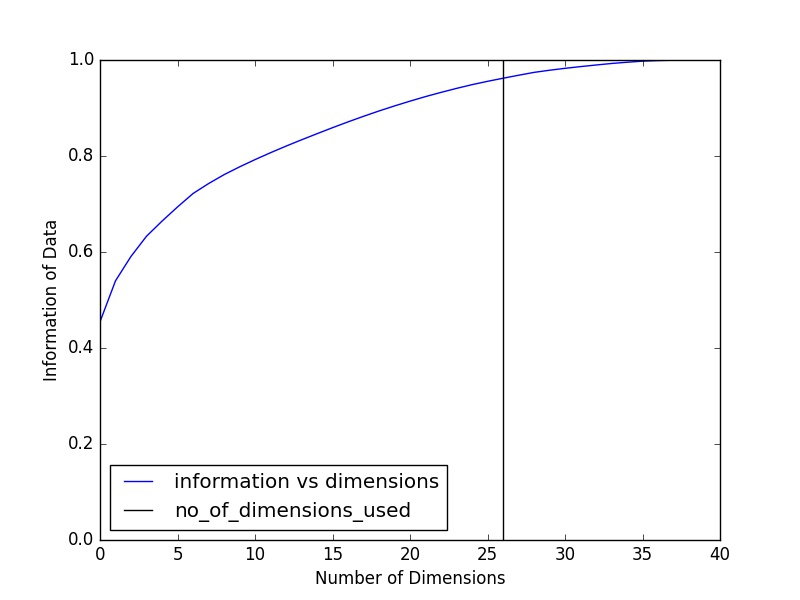 1.0
0.8
0.6
0.4
0.2
0.0
Information of Data
information vs dimensions
no_of_dimensions_used
0 5 10 15 20 25 30 35 40
Number of Dimensions